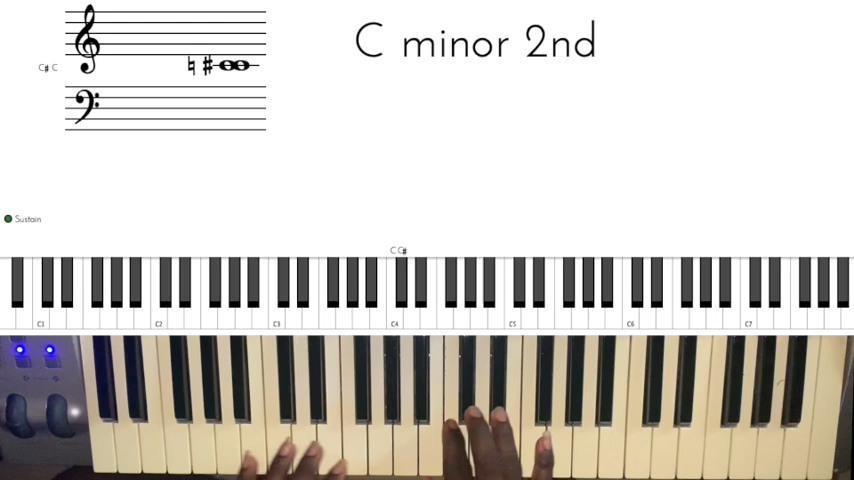 C minor 2nd
C♯ C
Sustain
C C♯
C1 C2 C3 C4 C5 C6 C7